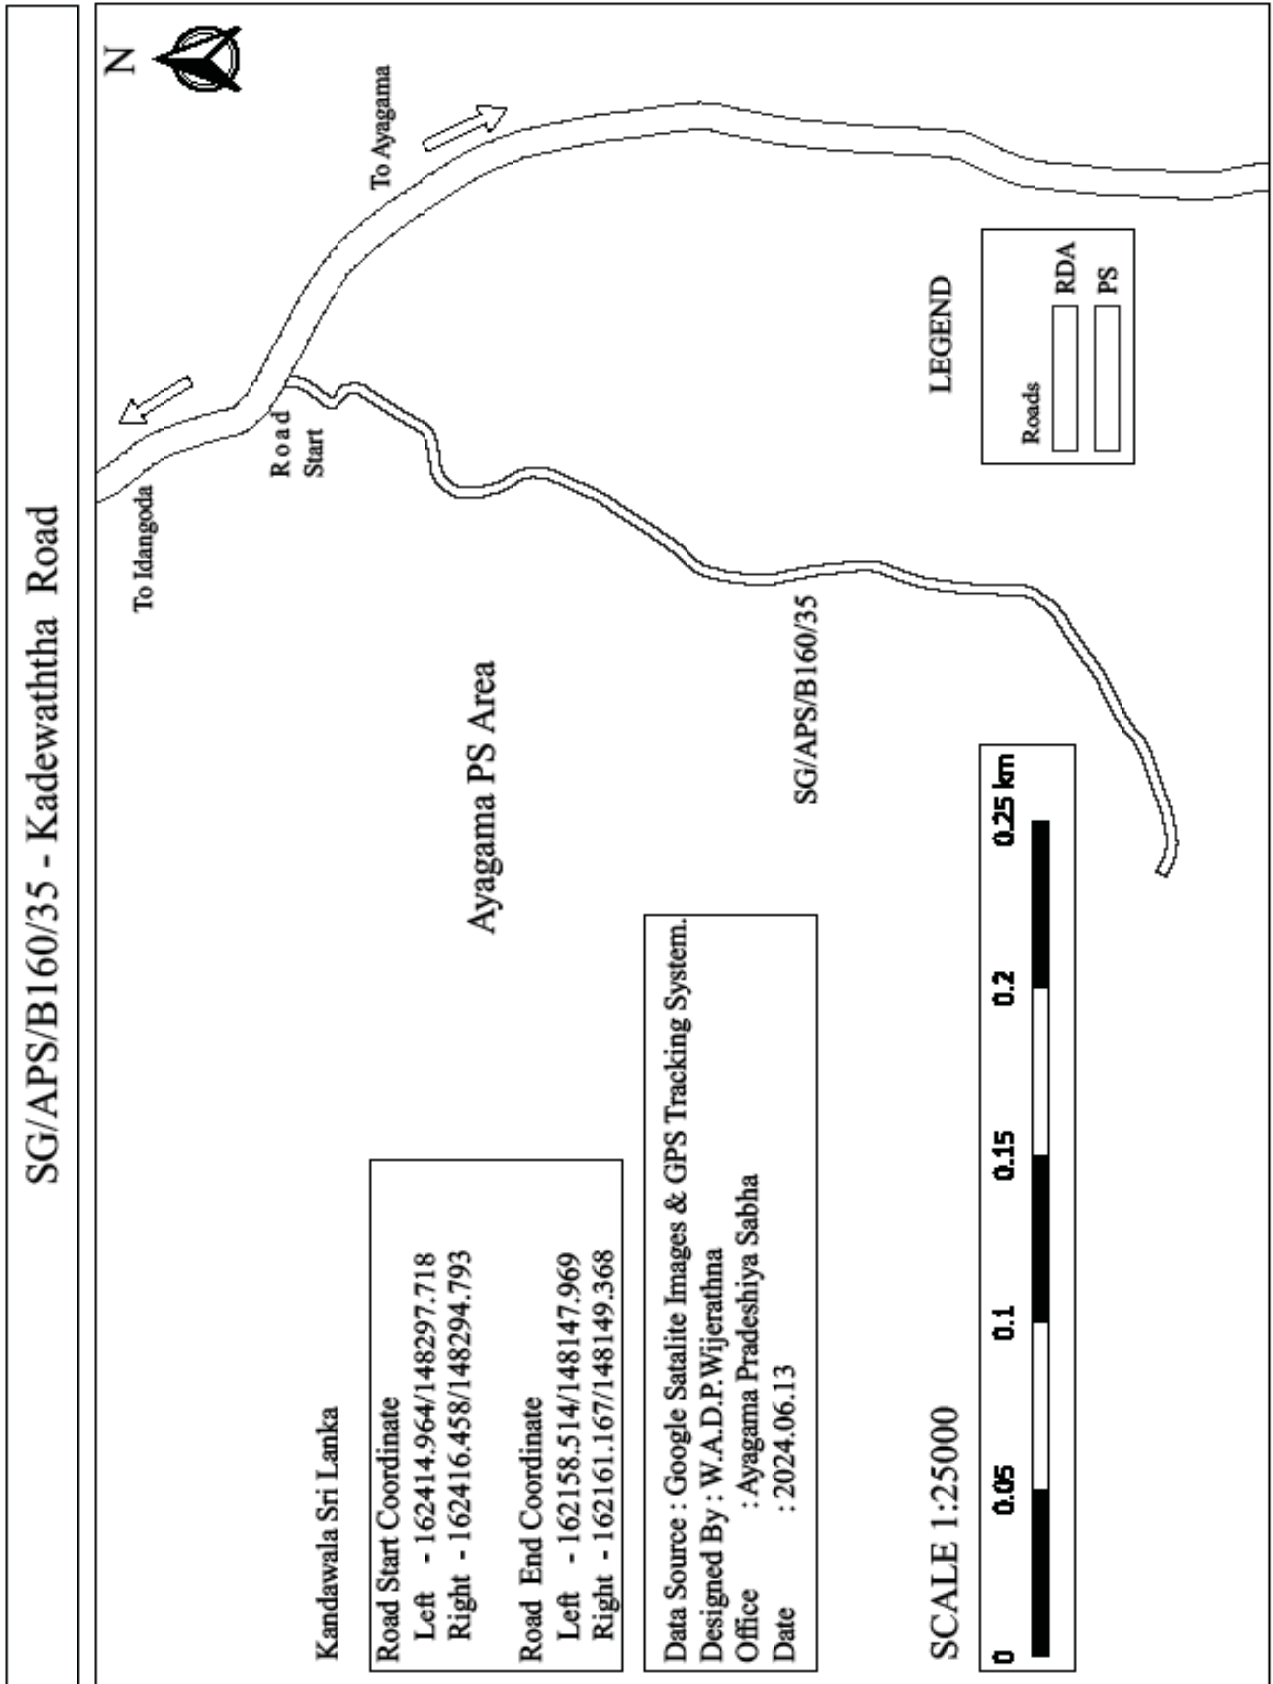 SG/APS/B160/35 - Kadewaththa Road
N
To Idangoda
To Ayagama
Road
Start
Ayagama PS Area
SG/APS/B160/35
Kandawala Sri Lanka
Road Start Coordinate
Left - 162414.964/148297.718
Right - 162416.458/148294.793
Road End Coordinate
Left - 162158.514/148147.969
Right - 162161.167/148149.368
Data Source : Google Satalite Images & GPS Tracking System.
Designed By : W.A.D.P.Wijerathna
Office : Ayagama Pradeshiya Sabha
Date : 2024.06.13
LEGEND
Roads
RDA
PS
SCALE 1:25000
0 0.05 0.1 0.15 0.2 0.25 km